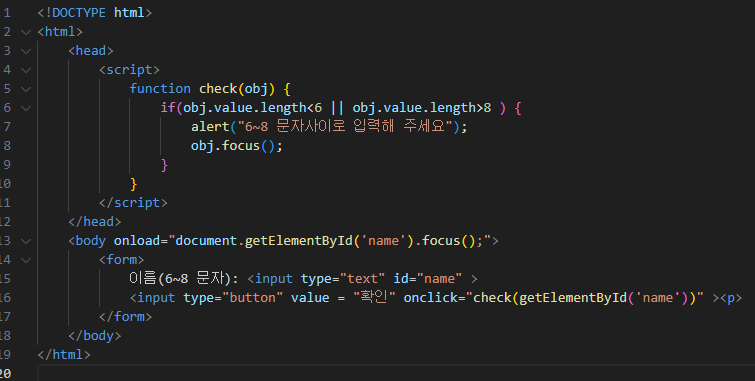 1 <!DOCTYPE html>
2 <html>
3 <head>
4 <script>
5 function check(obj) {
6 if(obj.value.length<6 || obj.value.length>8 ) {
7 alert("6~8 문자사이로 입력해 주세요");
8 obj.focus();
9 }
10 }
11 </script>
12 </head>
13 <body onload="document.getElementById('name').focus();">
14 <form>
15 이름(6~8 문자): <input type="text" id="name" >
16 <input type="button" value = "확인" onclick="check(getElementById('name'))" ><p>
17 </form>
18 </body>
19 </html>
20